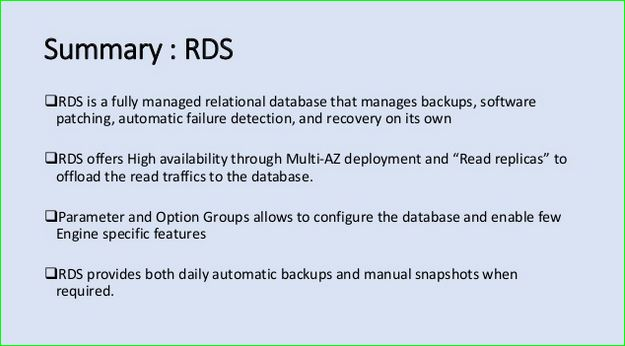 Summary : RDS
❑RDS is a fully managed relational database that manages backups, software
patching, automatic failure detection, and recovery on its own
❑RDS offers High availability through Multi-AZ deployment and “Read replicas” to
offload the read traffics to the database.
❑Parameter and Option Groups allows to configure the database and enable few
Engine specific features
❑RDS provides both daily automatic backups and manual snapshots when
required.